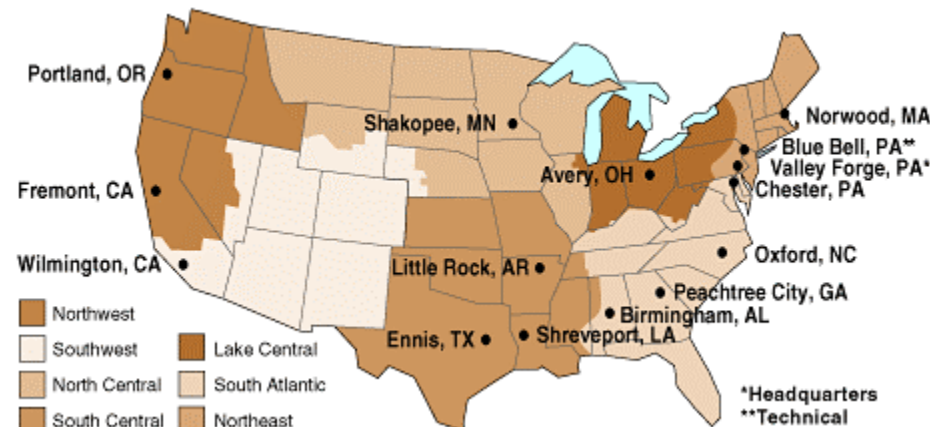 Portland, OR
Shakopee, MN
Norwood, MA
Blue Bell, PA**
Avery, OH
Valley Forge, PA*
Fremont, CA
Chester, PA
Oxford, NC
Wilmington, CA
Little Rock, AR
Peachtree City, GA
Birmingham, AL
Ennis, TX
Shreveport, LA
Northwest
Southwest
Lake Central
North Central
South Atlantic
South Central
Northeast
*Headquarters
**Technical